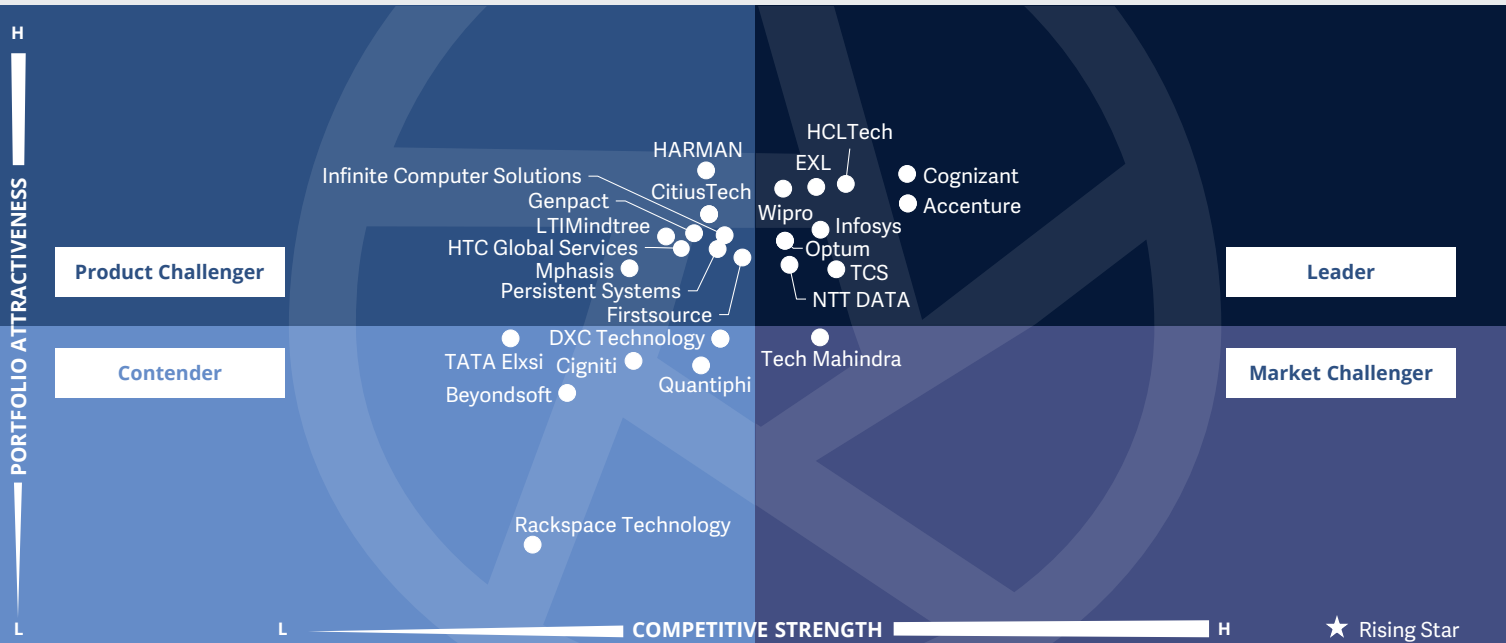 H
PORTFOLIO ATTRACTIVENESS
L
HCLTech
HARMAN
EXL
Infinite Computer Solutions
Cognizant
CitiusTech
Genpact
Accenture
Wipro
LTIMindtree
Infosys
HTC Global Services
Optum
Mphasis
TCS
Product Challenger
Leader
Persistent Systems
NTT DATA
Firstsource
DXC Technology
TATA Elxsi
Tech Mahindra
Cigniti
Contender
Market Challenger
Quantiphi
Beyondsoft
Rackspace Technology
L
COMPETITIVE STRENGTH
H
Rising Star